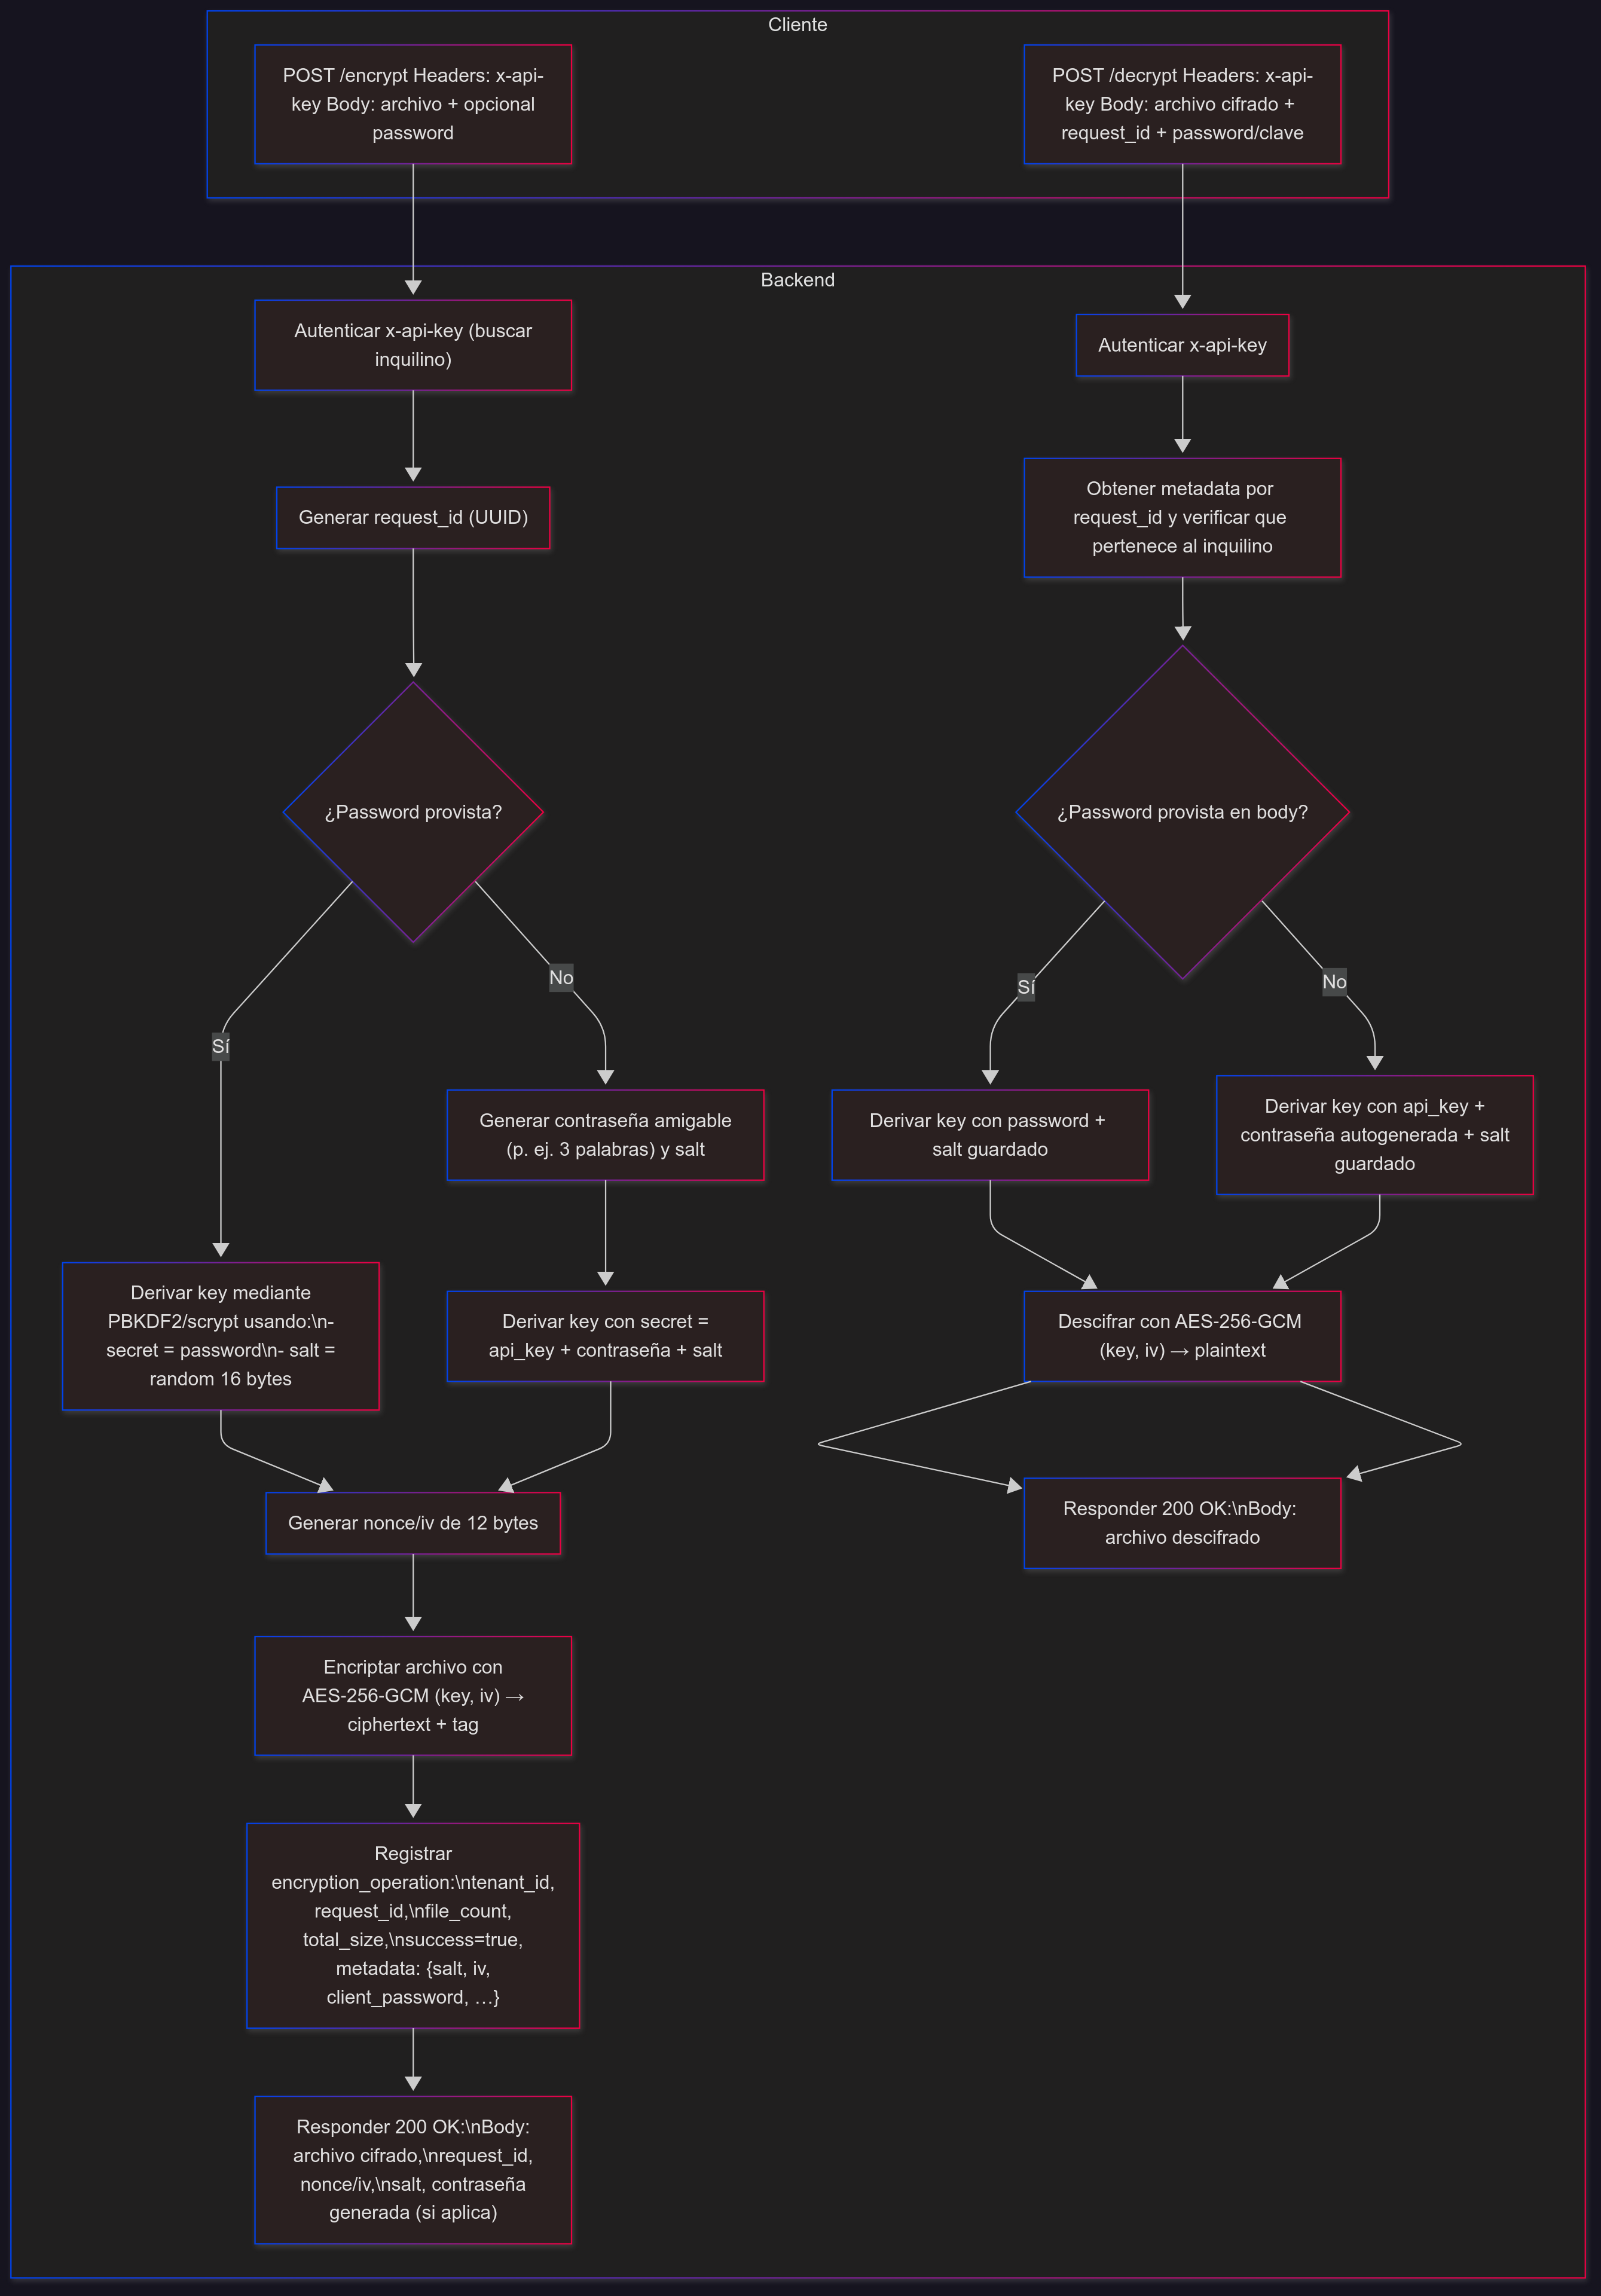 Cliente
POST /encrypt Headers: x-api-
key Body: archivo + opcional
password
POST /decrypt Headers: x-api-
key Body: archivo cifrado +
request_id + password/clave
Backend
Autenticar x-api-key (buscar
inquilino)
Generar request_id (UUID)
¿Password provista?
Sí
No
Generar contraseña amigable
(p. ej. 3 palabras) y salt
Derivar key mediante
PBKDF2/scrypt usando:\n-
secret = password\n- salt =
random 16 bytes
Derivar key con secret =
api_key + contraseña + salt
Generar nonce/iv de 12 bytes
Encriptar archivo con
AES-256-GCM (key, iv) →
ciphertext + tag
Registrar
encryption_operation:\ntenant_id,
request_id,\nfile_count,
total_size,\nsuccess=true,
metadata: {salt, iv,
client_password, …}
Responder 200 OK:\nBody:
archivo cifrado,\nrequest_id,
nonce/iv,\nsalt, contraseña
generada (si aplica)
Autenticar x-api-key
Obtener metadata por
request_id y verificar que
pertenece al inquilino
¿Password provista en body?
Sí
No
Derivar key con password +
salt guardado
Derivar key con api_key +
contraseña autogenerada + salt
guardado
Descifrar con AES-256-GCM
(key, iv) → plaintext
Responder 200 OK:\nBody:
archivo descifrado